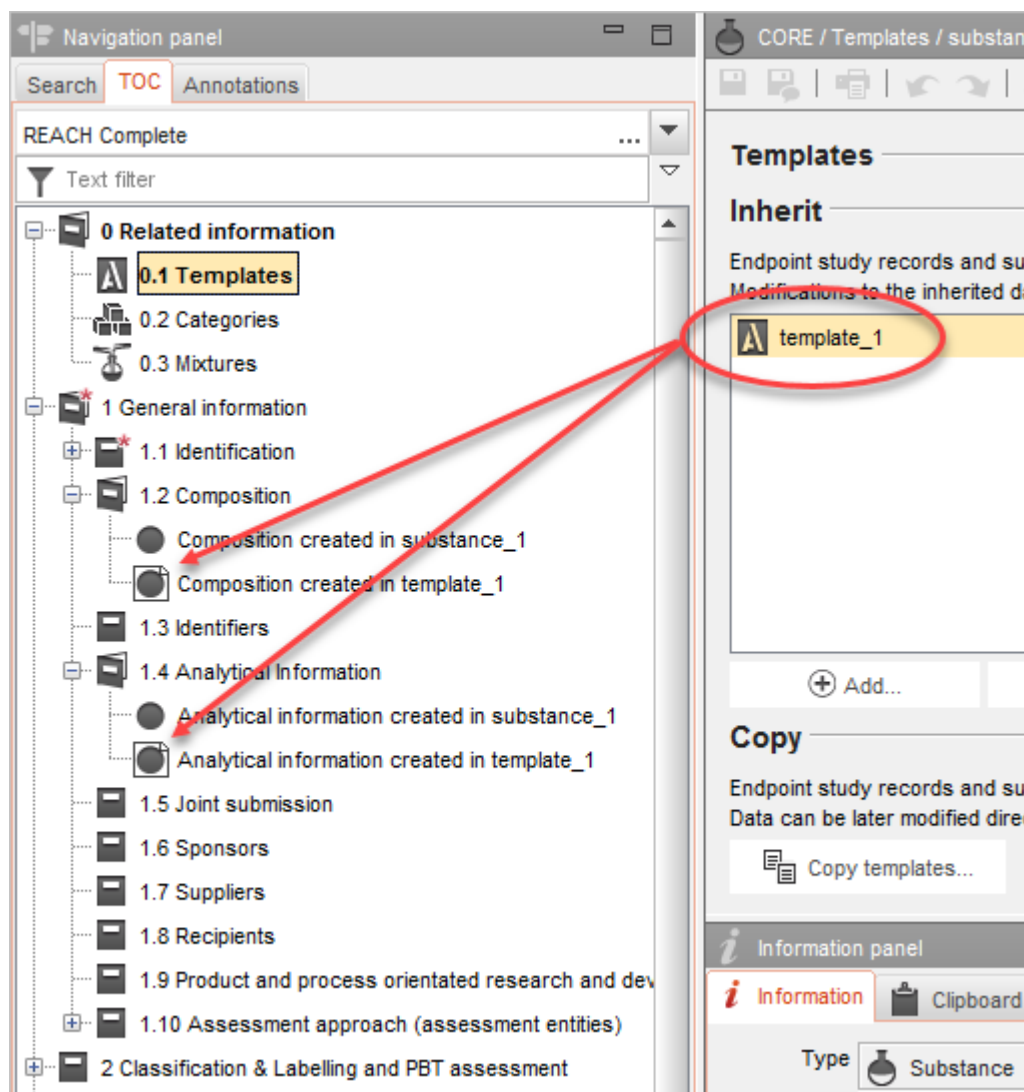 Navigation panel
Search TOC Annotations
REACH Complete ...
Text filter
0 Related information
0.1 Templates
0.2 Categories
0.3 Mixtures
1 General information
1.1 Identification
1.2 Composition
Composition created in substance_1
Composition created in template_1
1.3 Identifiers
1.4 Analytical Information
Analytical information created in substance_1
Analytical information created in template_1
1.5 Joint submission
1.6 Sponsors
1.7 Suppliers
1.8 Recipients
1.9 Product and process orientated research and dev
1.10 Assessment approach (assessment entities)
2 Classification & Labelling and PBT assessment
CORE / Templates / substan
Templates
Inherit
Endpoint study records and su
Modifications to the inherited da
template_1
Add...
Copy
Endpoint study records and su
Data can be later modified direc
Copy templates...
Information panel
Information Clipboard
Type Substance